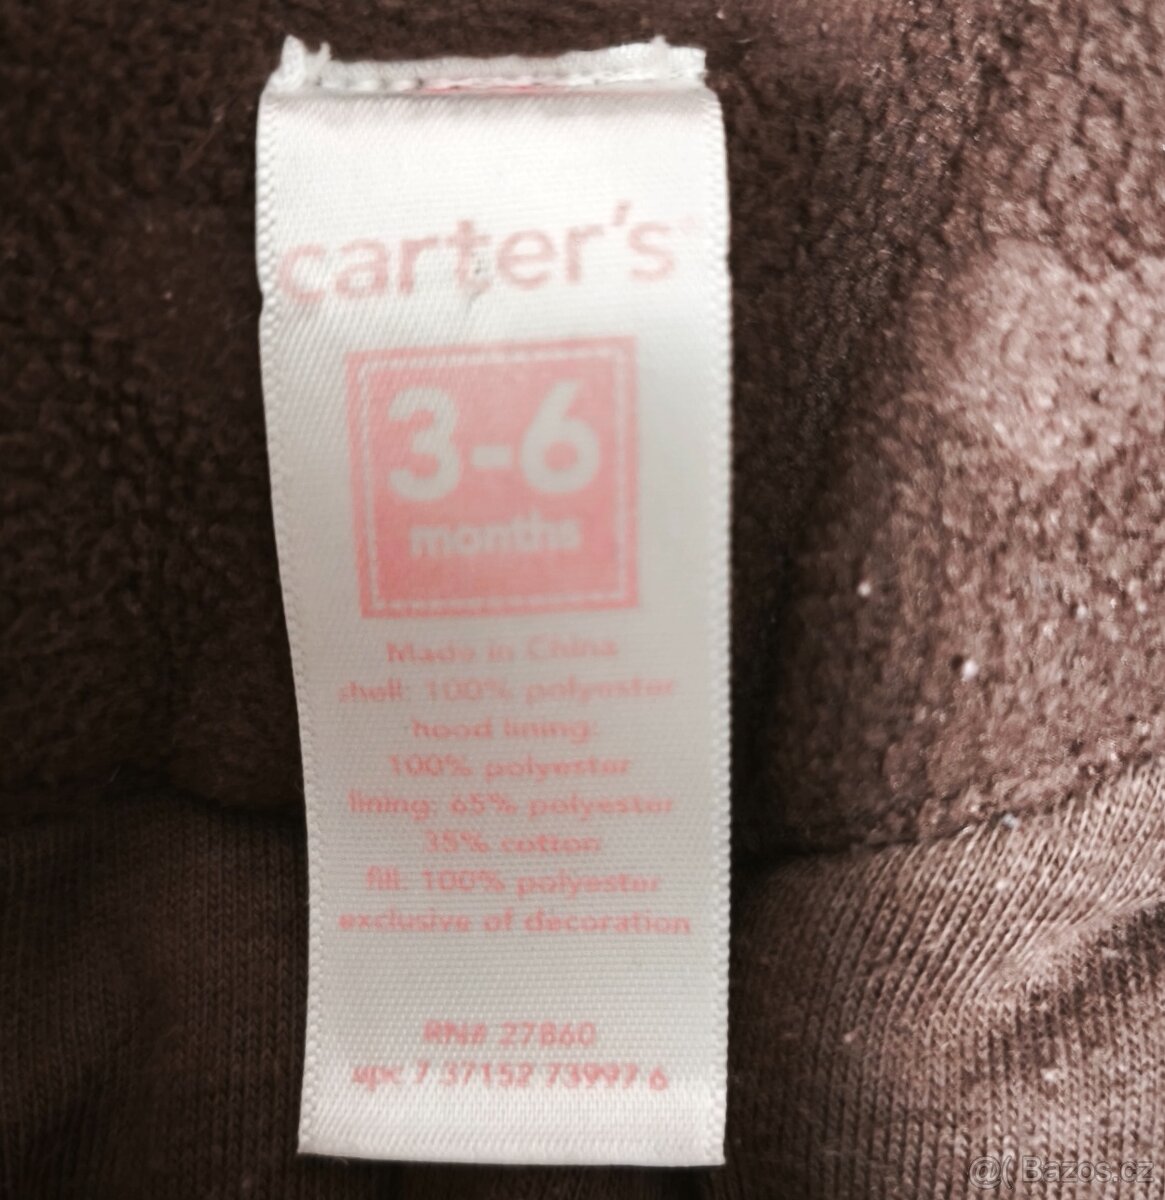 carter's
3-6
months
Made in China
shell: 100% polyester
hood lining:
100% polyester
lining: 65% polyester
35% cotton
fill: 100% polyester
exclusive of decoration
RN# 27860
upc 7 37152 73997 6
@( Bazos.cz